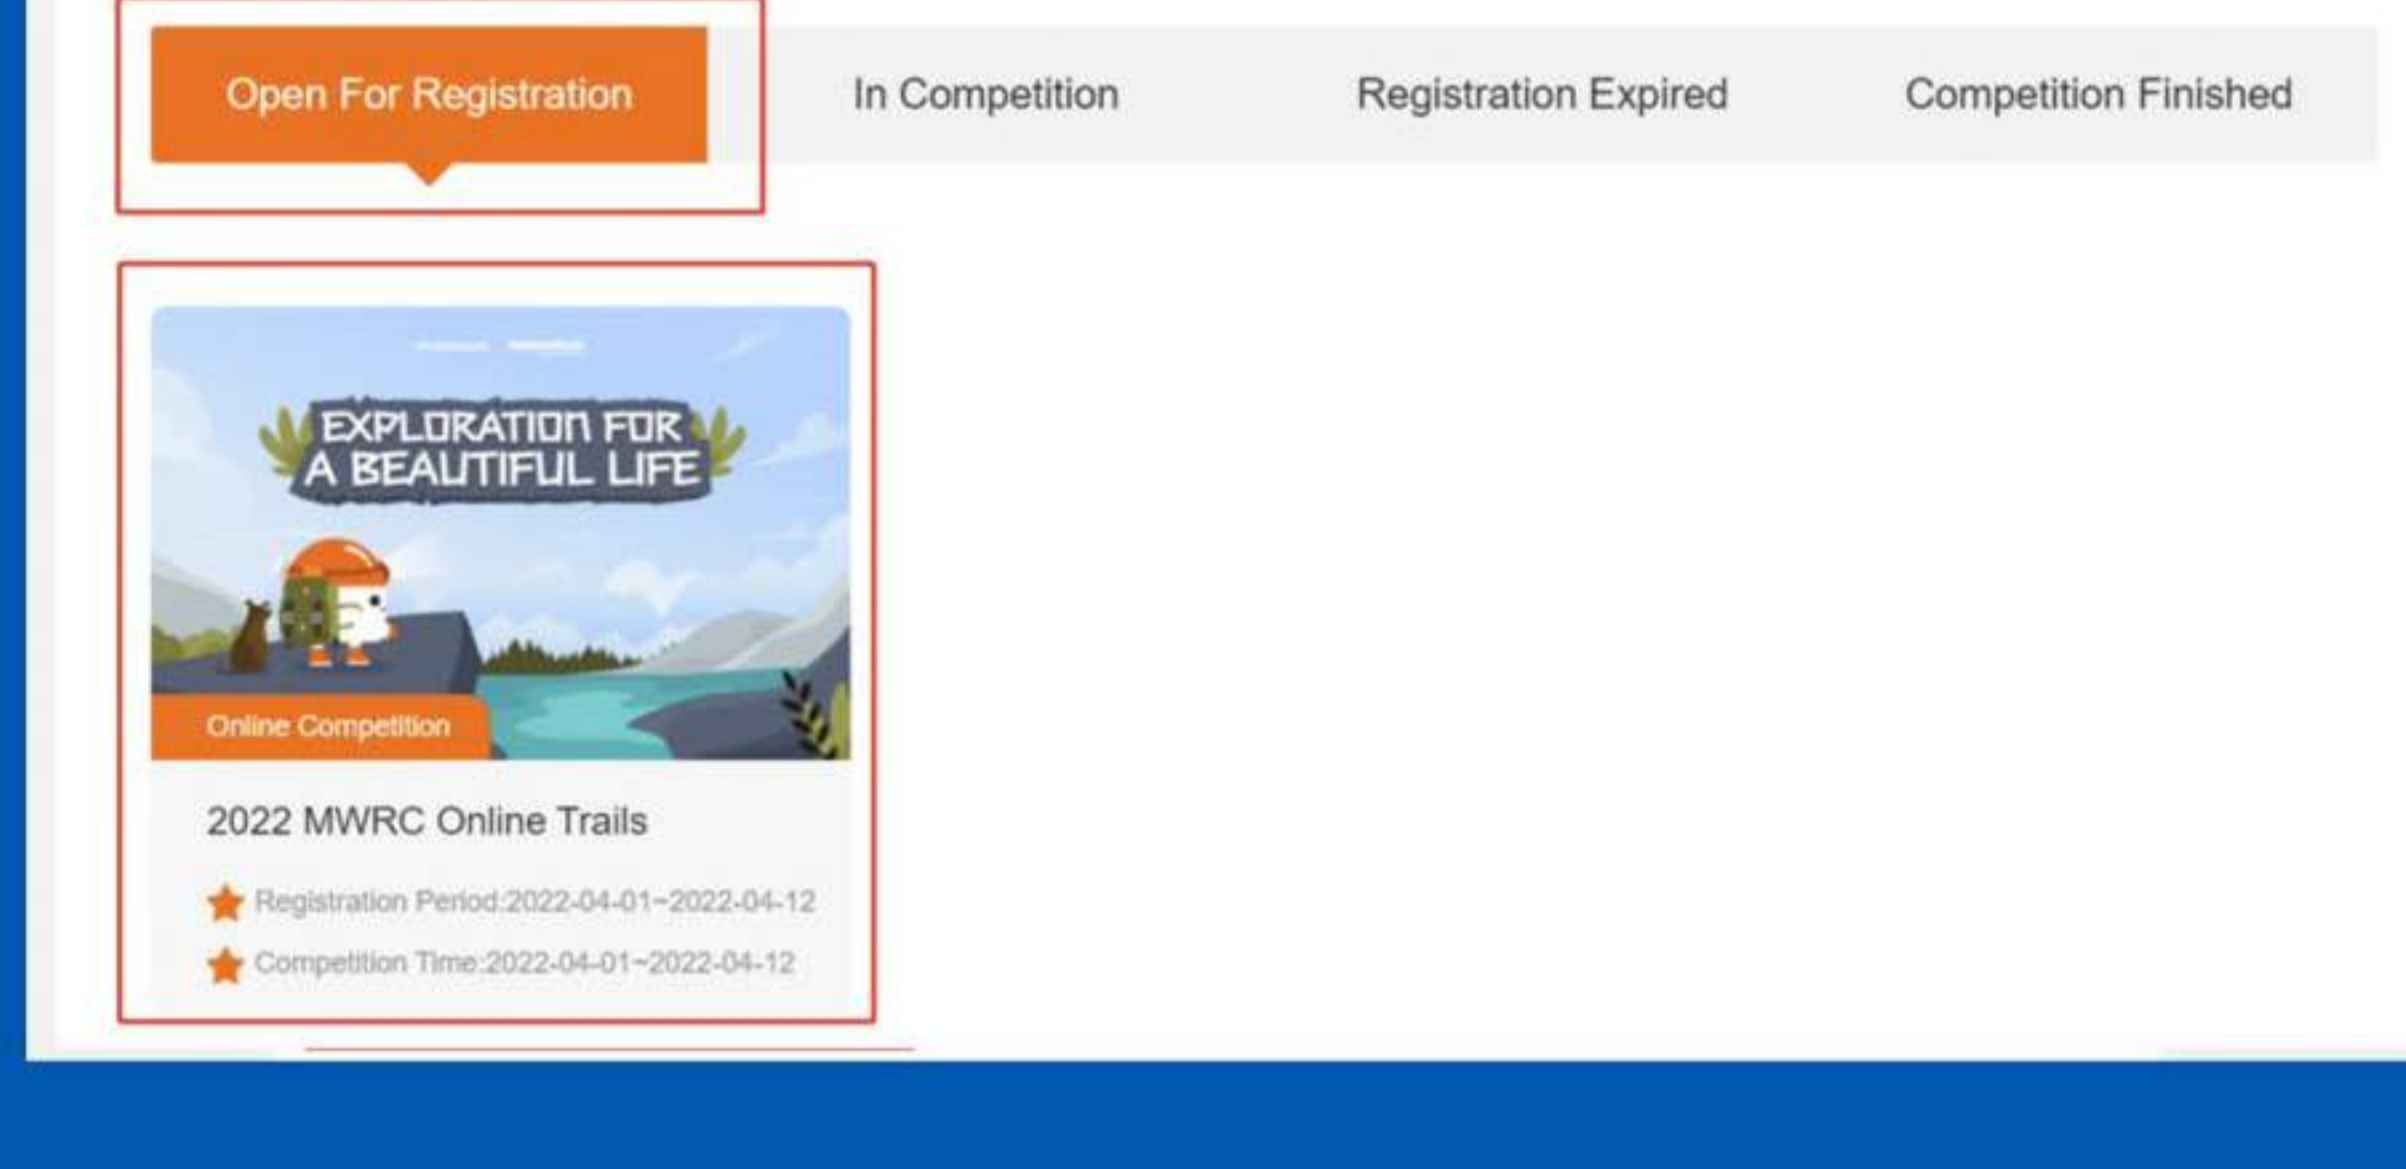 Open For Registration
In Competition
Registration Expired
Competition Finished
EXPLORATION FOR
A BEAUTIFUL LIFE
Online Competition
2022 MWRC Online Trails
Registration Period:2022-04-01~2022-04-12
Competition Time:2022-04-01~2022-04-12